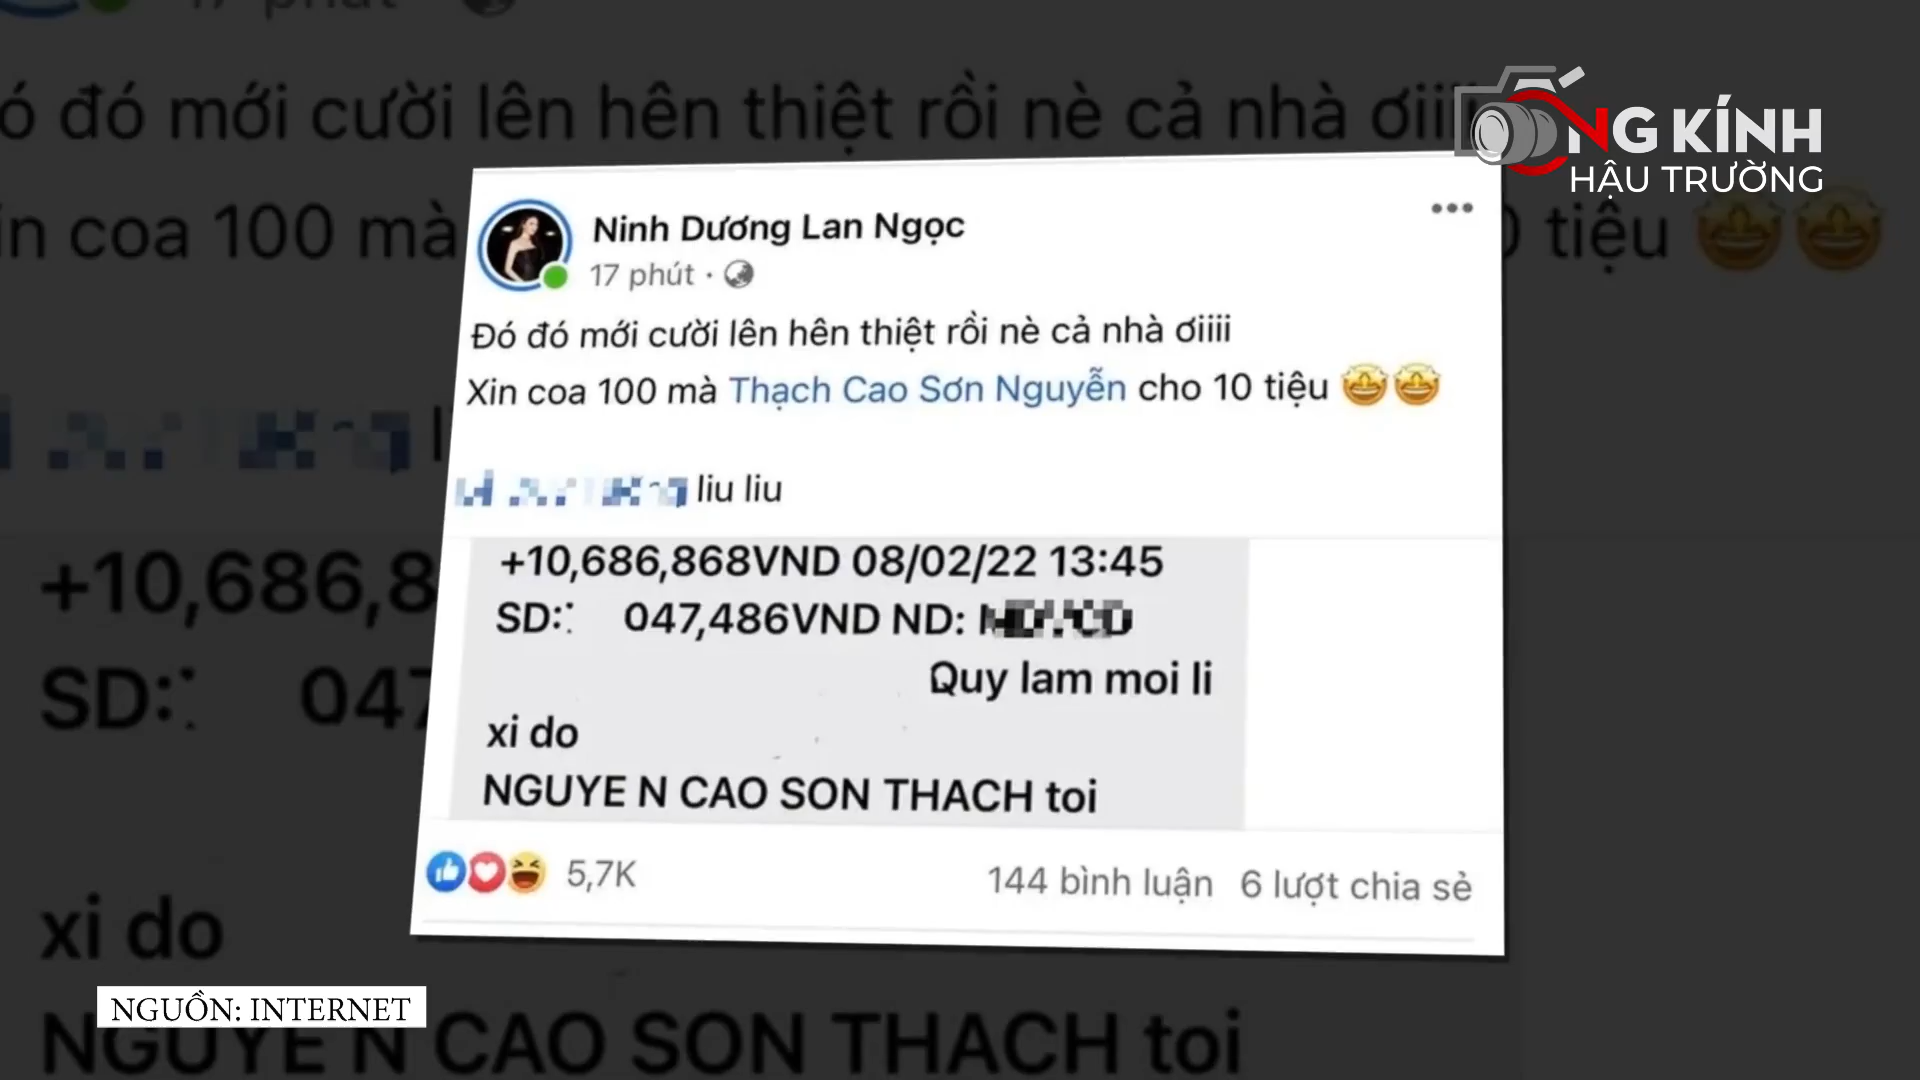 17 phút
ó đó mới cười lên hên thiệt rồi nè cả nhà ơiiii
NG KÍNH
HẬU TRƯỜNG
in coa 100 mà
0 tiệu 🤩🤩
Ninh Dương Lan Ngọc
17 phút ·
Đó đó mới cười lên hên thiệt rồi nè cả nhà ơiiii
Xin coa 100 mà Thạch Cao Sơn Nguyễn cho 10 tiệu 🤩🤩
liu liu
+10,686,868VND 08/02/22 13:45
SD: 047,486VND ND:
Quy lam moi li
xi do
NGUYE N CAO SON THACH toi
5,7K
144 bình luận 6 lượt chia sẻ
+10,686,8
SD: 047
xi do
NGUYE N CAO SON THACH toi
NGUỒN: INTERNET